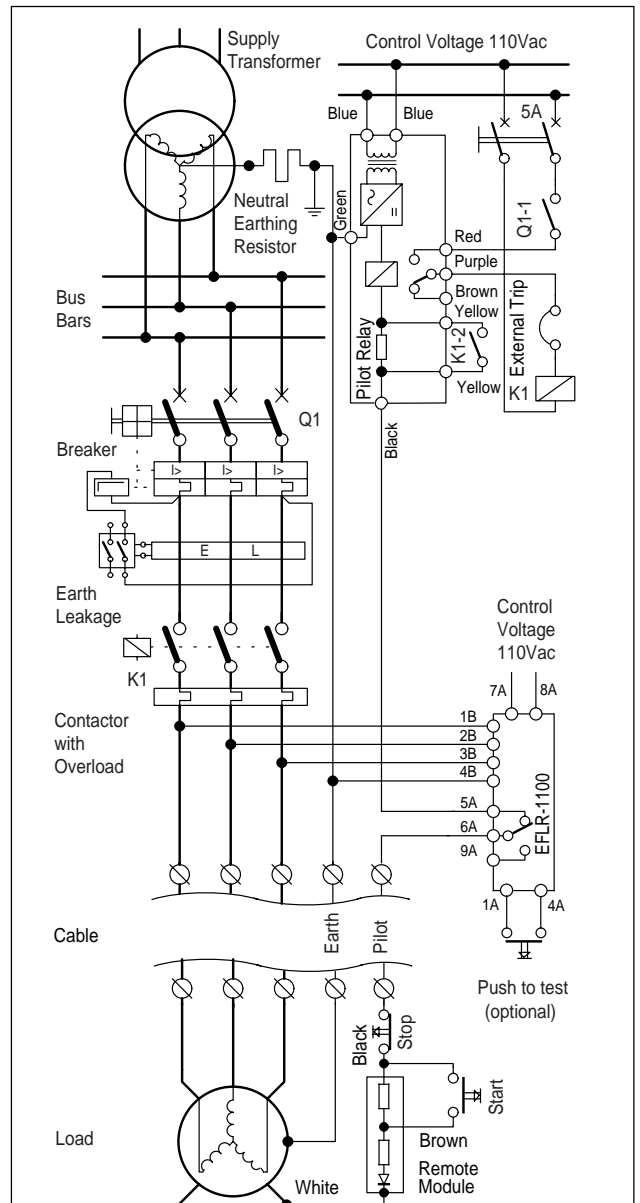 Supply
Transformer
Control Voltage 110Vac
Blue
Blue
5A
Neutral
Earthing
Resistor
Green
=
Q1-1
Red
Purple
Brown
Yellow
Bus
Bars
Pilot Relay
K1-2
External Trip
K1
Yellow
Q1
Black
Breaker
I>
I>
I>
E L
Earth
Leakage
K1
Control
Voltage
110Vac
7A
8A
Contactor
with
Overload
1B
2B
3B
4B
5A
6A
9A
EFLR-1100
1A
4A
Cable
Earth
Pilot
Push to test
(optional)
Black
Stop
Start
Load
Brown
Remote
Module
White